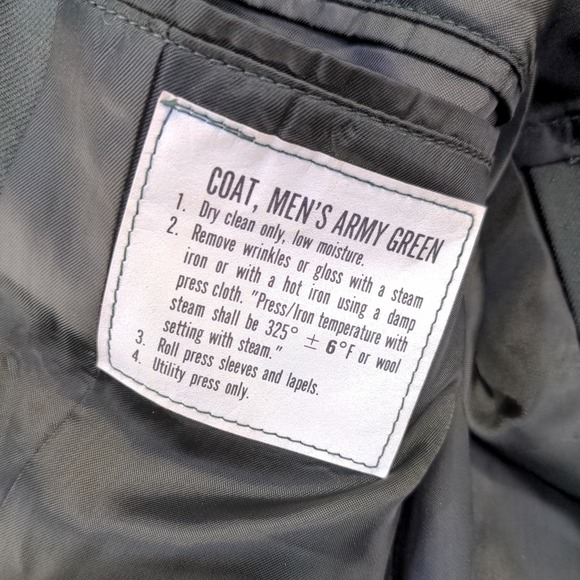 COAT, MEN'S ARMY GREEN
1. Dry clean only, low moisture.
2. Remove wrinkles or gloss with a steam
iron or with a hot iron using a damp
press cloth. "Press/Iron temperature with
steam shall be 325° ± 6°F or wool
setting with steam."
3. Roll press sleeves and lapels.
4. Utility press only.